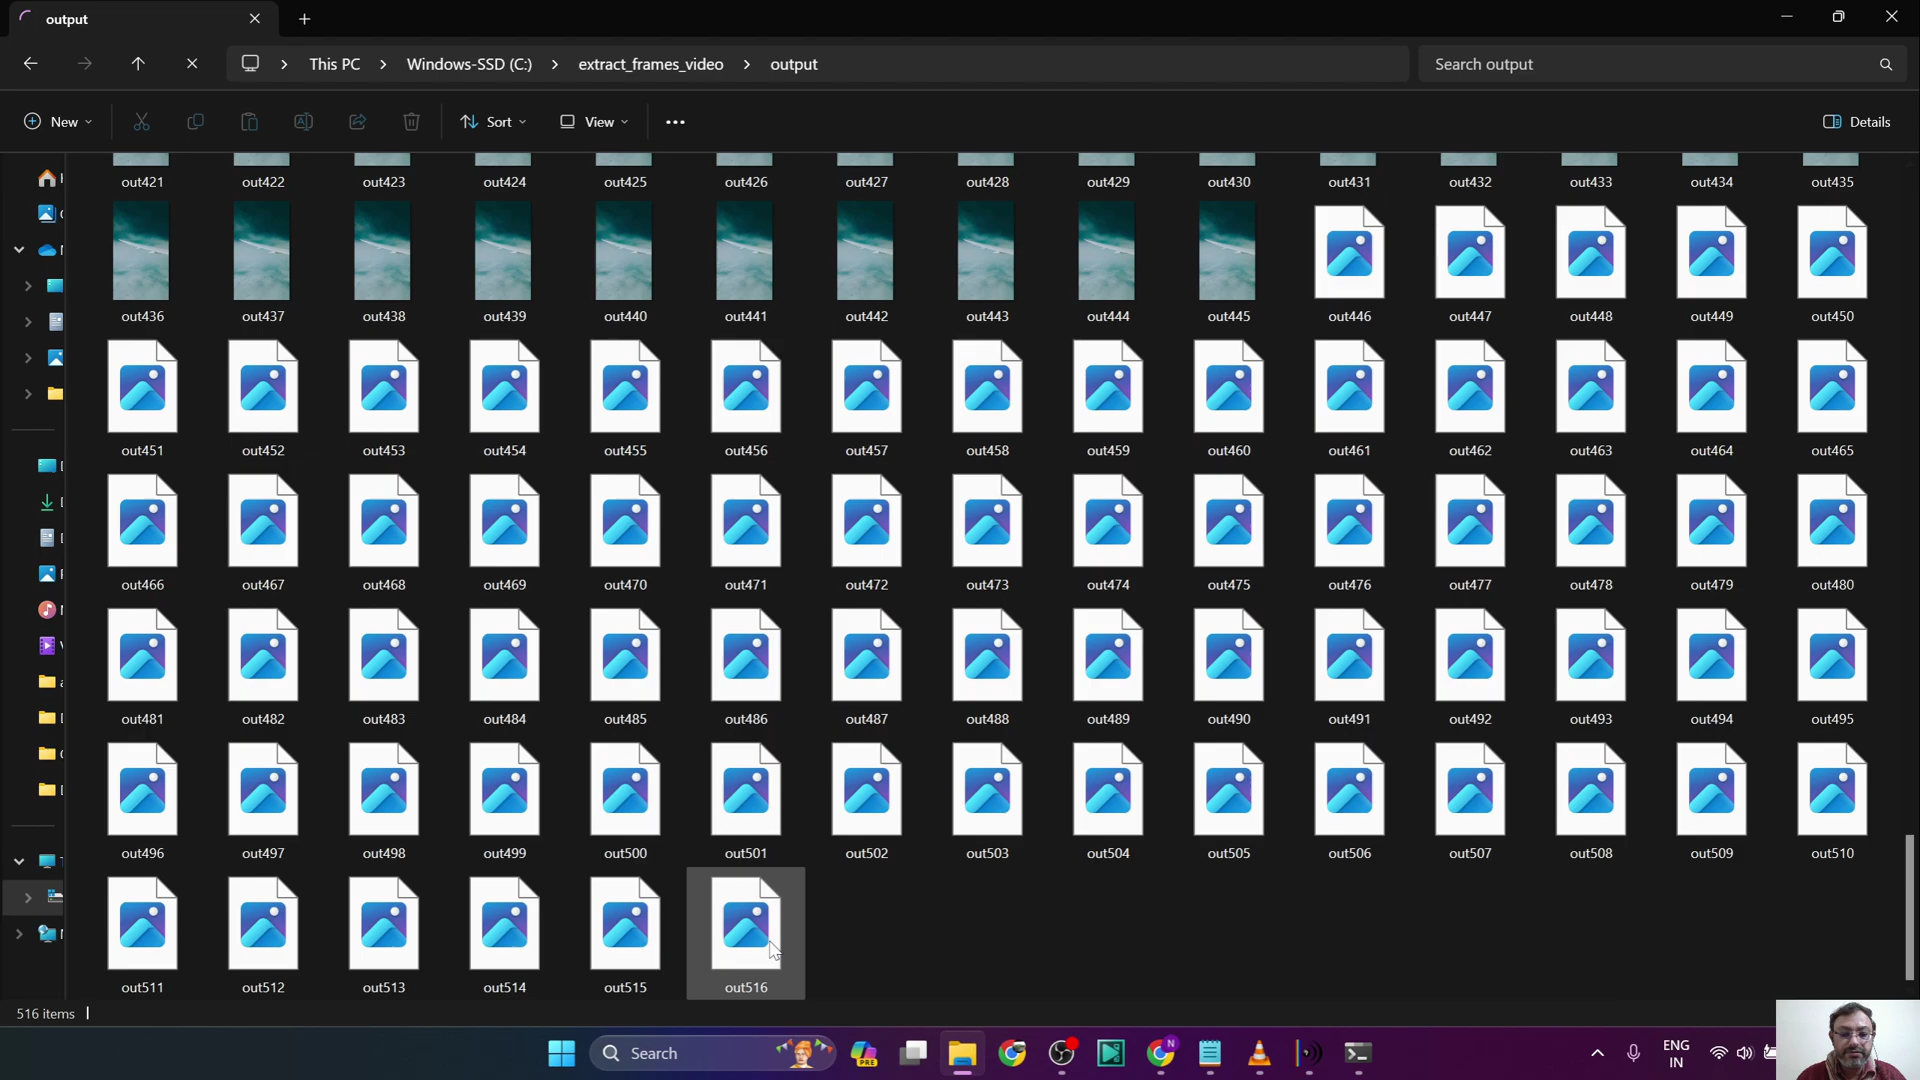 output
This PC
Windows-SSD (C:)
extract_frames_video
output
Search output
New
Sort
View
Details
out421 out422 out423 out424 out425 out426 out427 out428 out429 out430 out431 out432 out433 out434 out435
out436 out437 out438 out439 out440 out441 out442 out443 out444 out445 out446 out447 out448 out449 out450
out451 out452 out453 out454 out455 out456 out457 out458 out459 out460 out461 out462 out463 out464 out465
out466 out467 out468 out469 out470 out471 out472 out473 out474 out475 out476 out477 out478 out479 out480
out481 out482 out483 out484 out485 out486 out487 out488 out489 out490 out491 out492 out493 out494 out495
out496 out497 out498 out499 out500 out501 out502 out503 out504 out505 out506 out507 out508 out509 out510
out511 out512 out513 out514 out515 out516
516 items
Search
PRE
N
ENG
IN